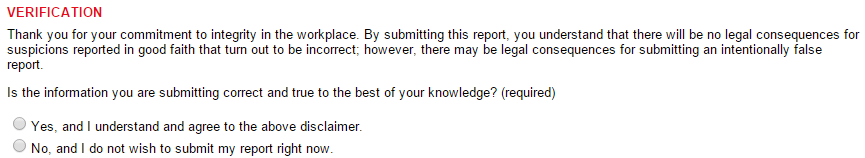 VERIFICATION
Thank you for your commitment to integrity in the workplace. By submitting this report, you understand that there will be no legal consequences for
suspicions reported in good faith that turn out to be incorrect; however, there may be legal consequences for submitting an intentionally false
report.
Is the information you are submitting correct and true to the best of your knowledge? (required)
Yes, and I understand and agree to the above disclaimer.
No, and I do not wish to submit my report right now.